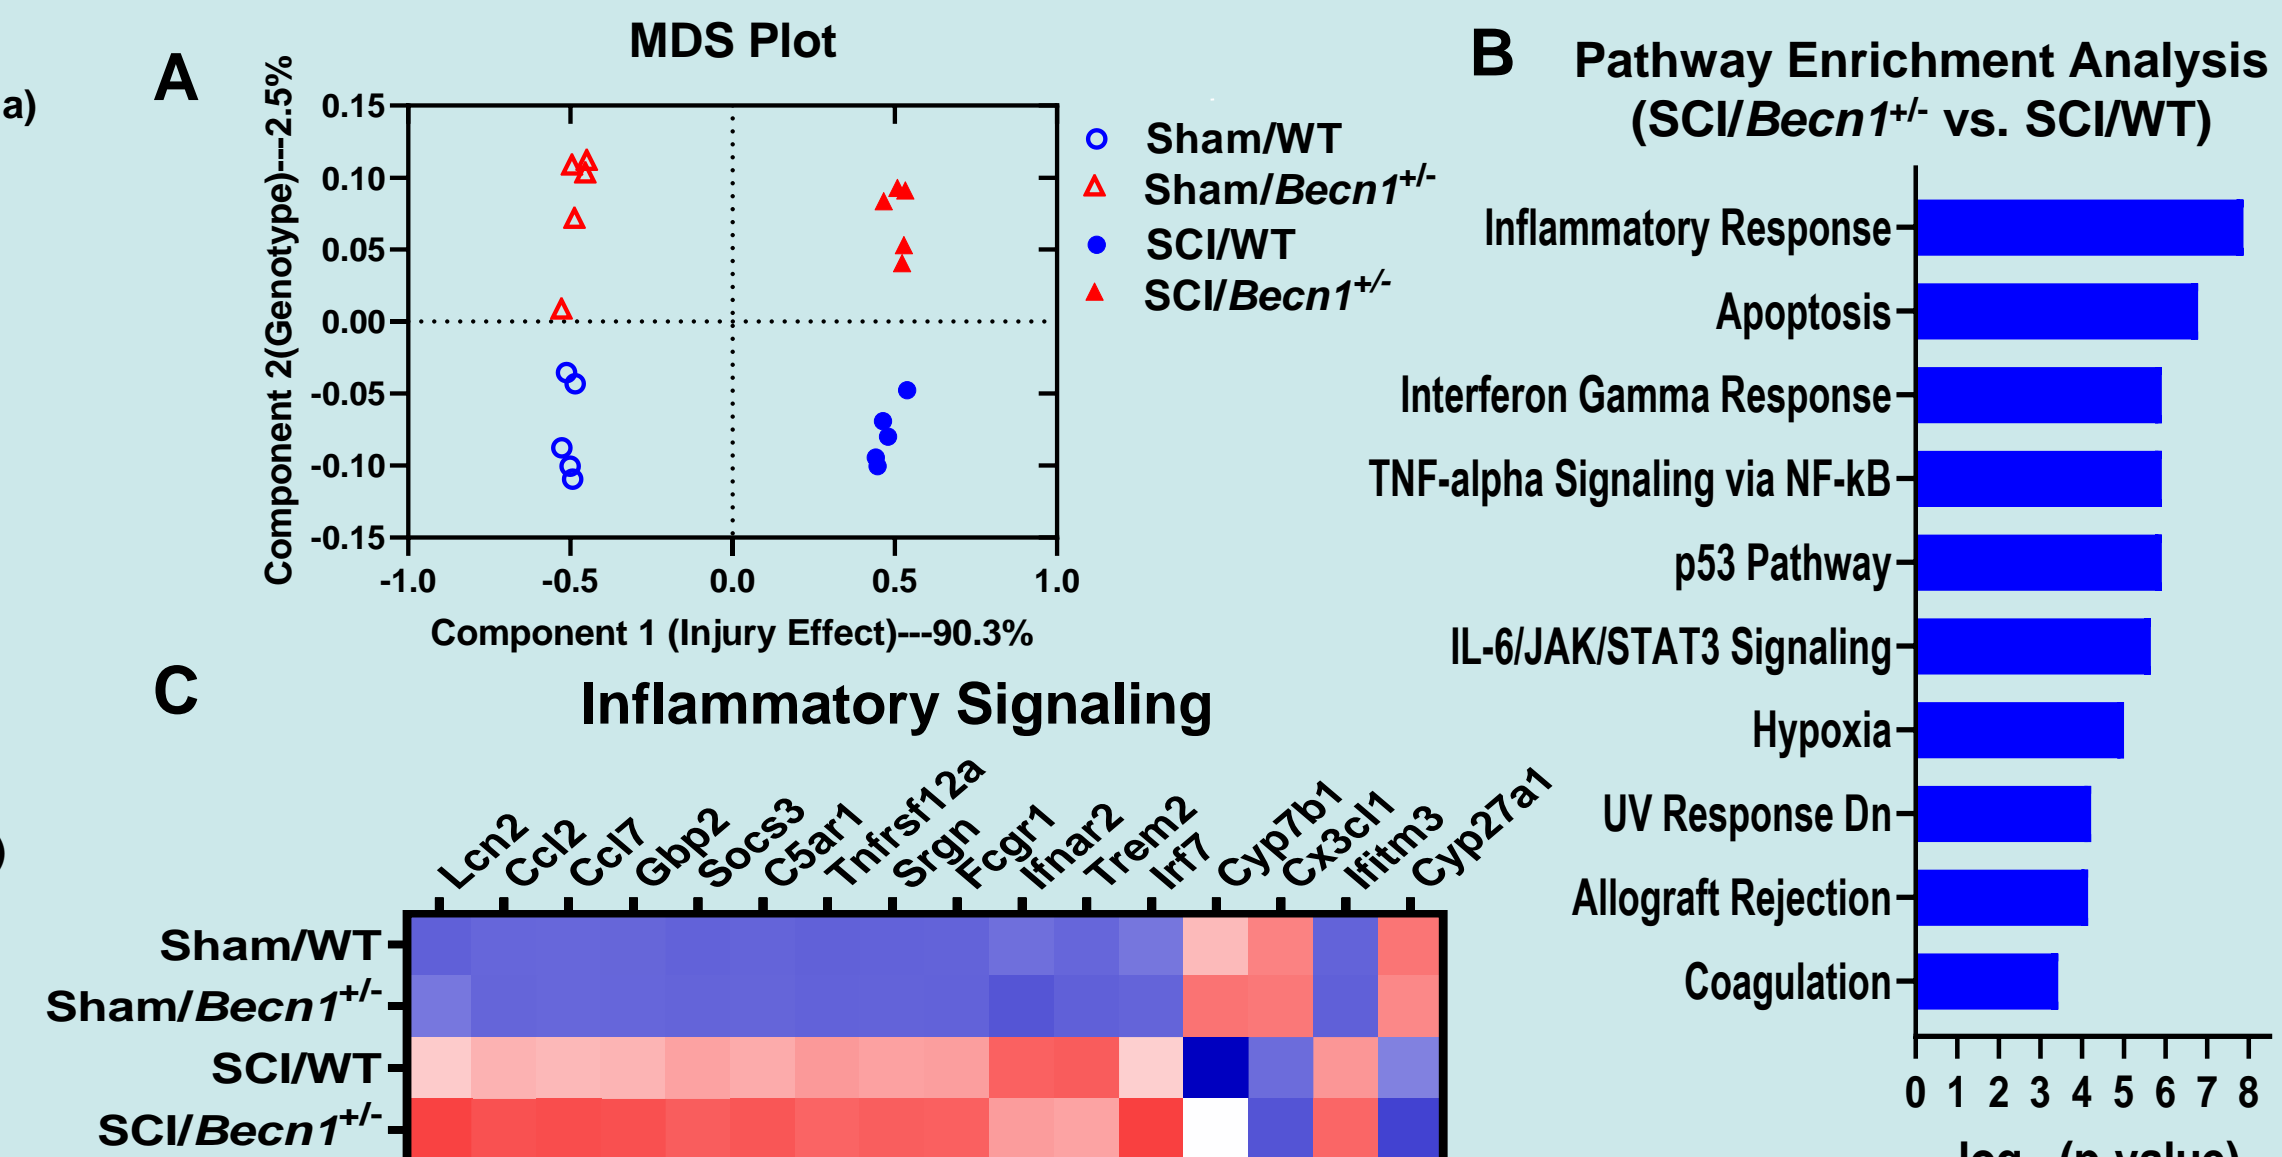 a)
A
MDS Plot
Component 2(Genotype)---2.5%
0.15
0.10
0.05
0.00
-0.05
-0.10
-0.15
-1.0 -0.5 0.0 0.5 1.0
Component 1 (Injury Effect)---90.3%
Sham/WT
Sham/Becn1+/-
SCI/WT
SCI/Becn1+/-
B
Pathway Enrichment Analysis
(SCI/Becn1+/- vs. SCI/WT)
Inflammatory Response
Apoptosis
Interferon Gamma Response
TNF-alpha Signaling via NF-kB
p53 Pathway
IL-6/JAK/STAT3 Signaling
Hypoxia
UV Response Dn
Allograft Rejection
Coagulation
0 1 2 3 4 5 6 7 8
(p value)
C
Inflammatory Signaling
Lcn2
Ccl2
Ccl7
Gbp2
Socs3
C5ar1
Tnfrsf12a
Srgn
Fcgr1
Ifnar2
Trem2
Irf7
Cyp7b1
Cx3cl1
Ifitm3
Cyp27a1
)
Sham/WT
Sham/Becn1+/-
SCI/WT
SCI/Becn1+/-